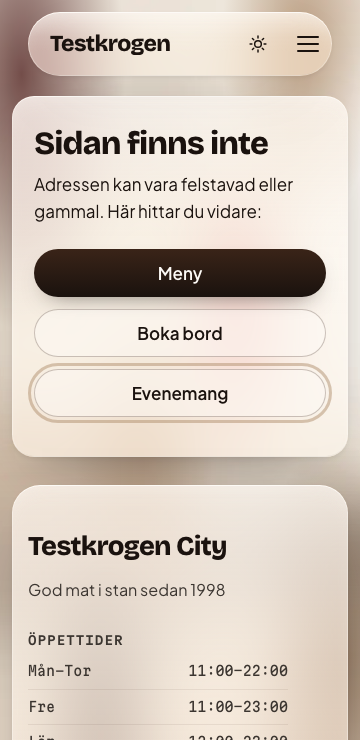 Testkrogen
Sidan finns inte
Adressen kan vara felstavad eller
gammal. Här hittar du vidare:
Meny
Boka bord
Evenemang
Testkrogen City
God mat i stan sedan 1998
ÖPPETTIDER
Mån–Tor 11:00–22:00
Fre 11:00–23:00